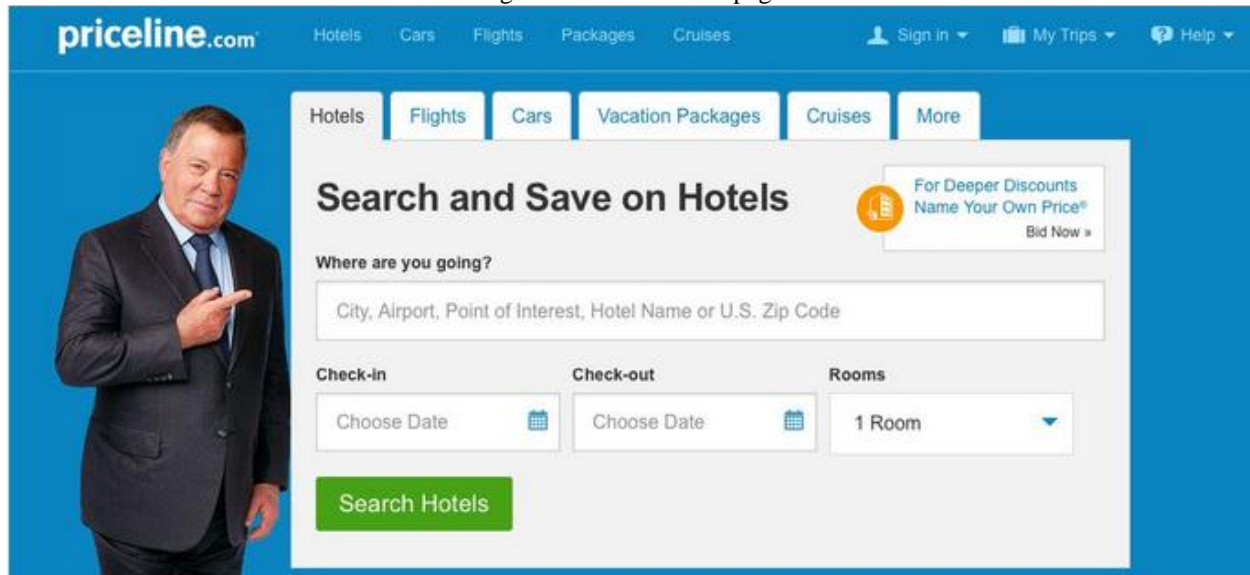 priceline.com
Hotels Cars Flights Packages Cruises Sign in My Trips Help
Hotels Flights Cars Vacation Packages Cruises More
Search and Save on Hotels
For Deeper Discounts
Name Your Own Price®
Bid Now »
Where are you going?
City, Airport, Point of Interest, Hotel Name or U.S. Zip Code
Check-in Check-out Rooms
Choose Date Choose Date 1 Room
Search Hotels